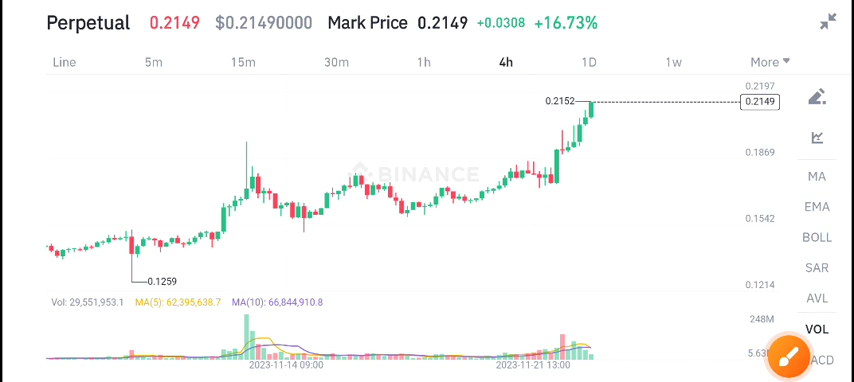 Perpetual 0.2149 $0.21490000 Mark Price 0.2149 +0.0308 +16.73%
Line 5m 15m 30m 1h 4h 1D 1w More
0.2197
0.2152 0.2149
0.1869
BINANCE
MA
EMA
0.1542
BOLL
SAR
0.1259
0.1214
Vol: 29,551,953.1 MA(5): 62,395,638.7 MA(10): 66,844,910.8
AVL
248M
VOL
5.63
ACD
2023-11-14 09:00 2023-11-21 13:00